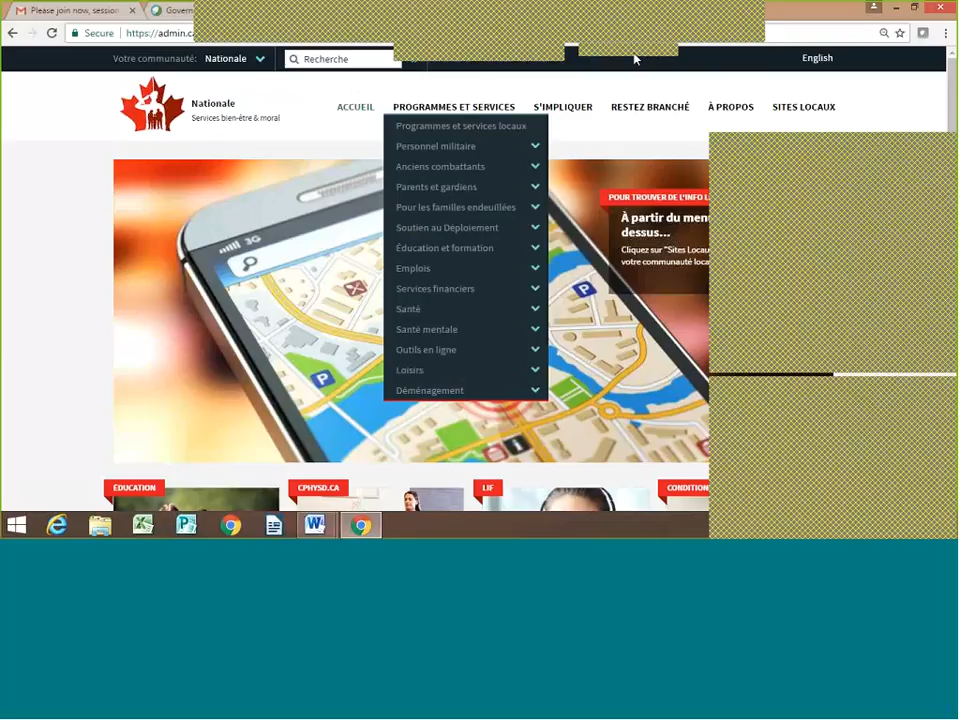 Please join now, session
Govern
Secure
https://admin.ca
Votre communauté: Nationale
Recherche
English
Nationale
Services bien-être & moral
ACCUEIL
PROGRAMMES ET SERVICES
S'IMPLIQUER
RESTEZ BRANCHÉ
À PROPOS
SITES LOCAUX
Programmes et services locaux
Personnel militaire
Anciens combattants
Parents et gardiens
Pour les familles endeuillées
Soutien au Déploiement
Éducation et formation
Emplois
Services financiers
Santé
Santé mentale
Outils en ligne
Loisirs
Déménagement
3G
P
P
POUR TROUVER DE L'INFO L
À partir du menu
dessus...
Cliquez sur "Sites Locau
votre communauté loca
ÉDUCATION
CPHYSD.CA
LIF
CONDITION